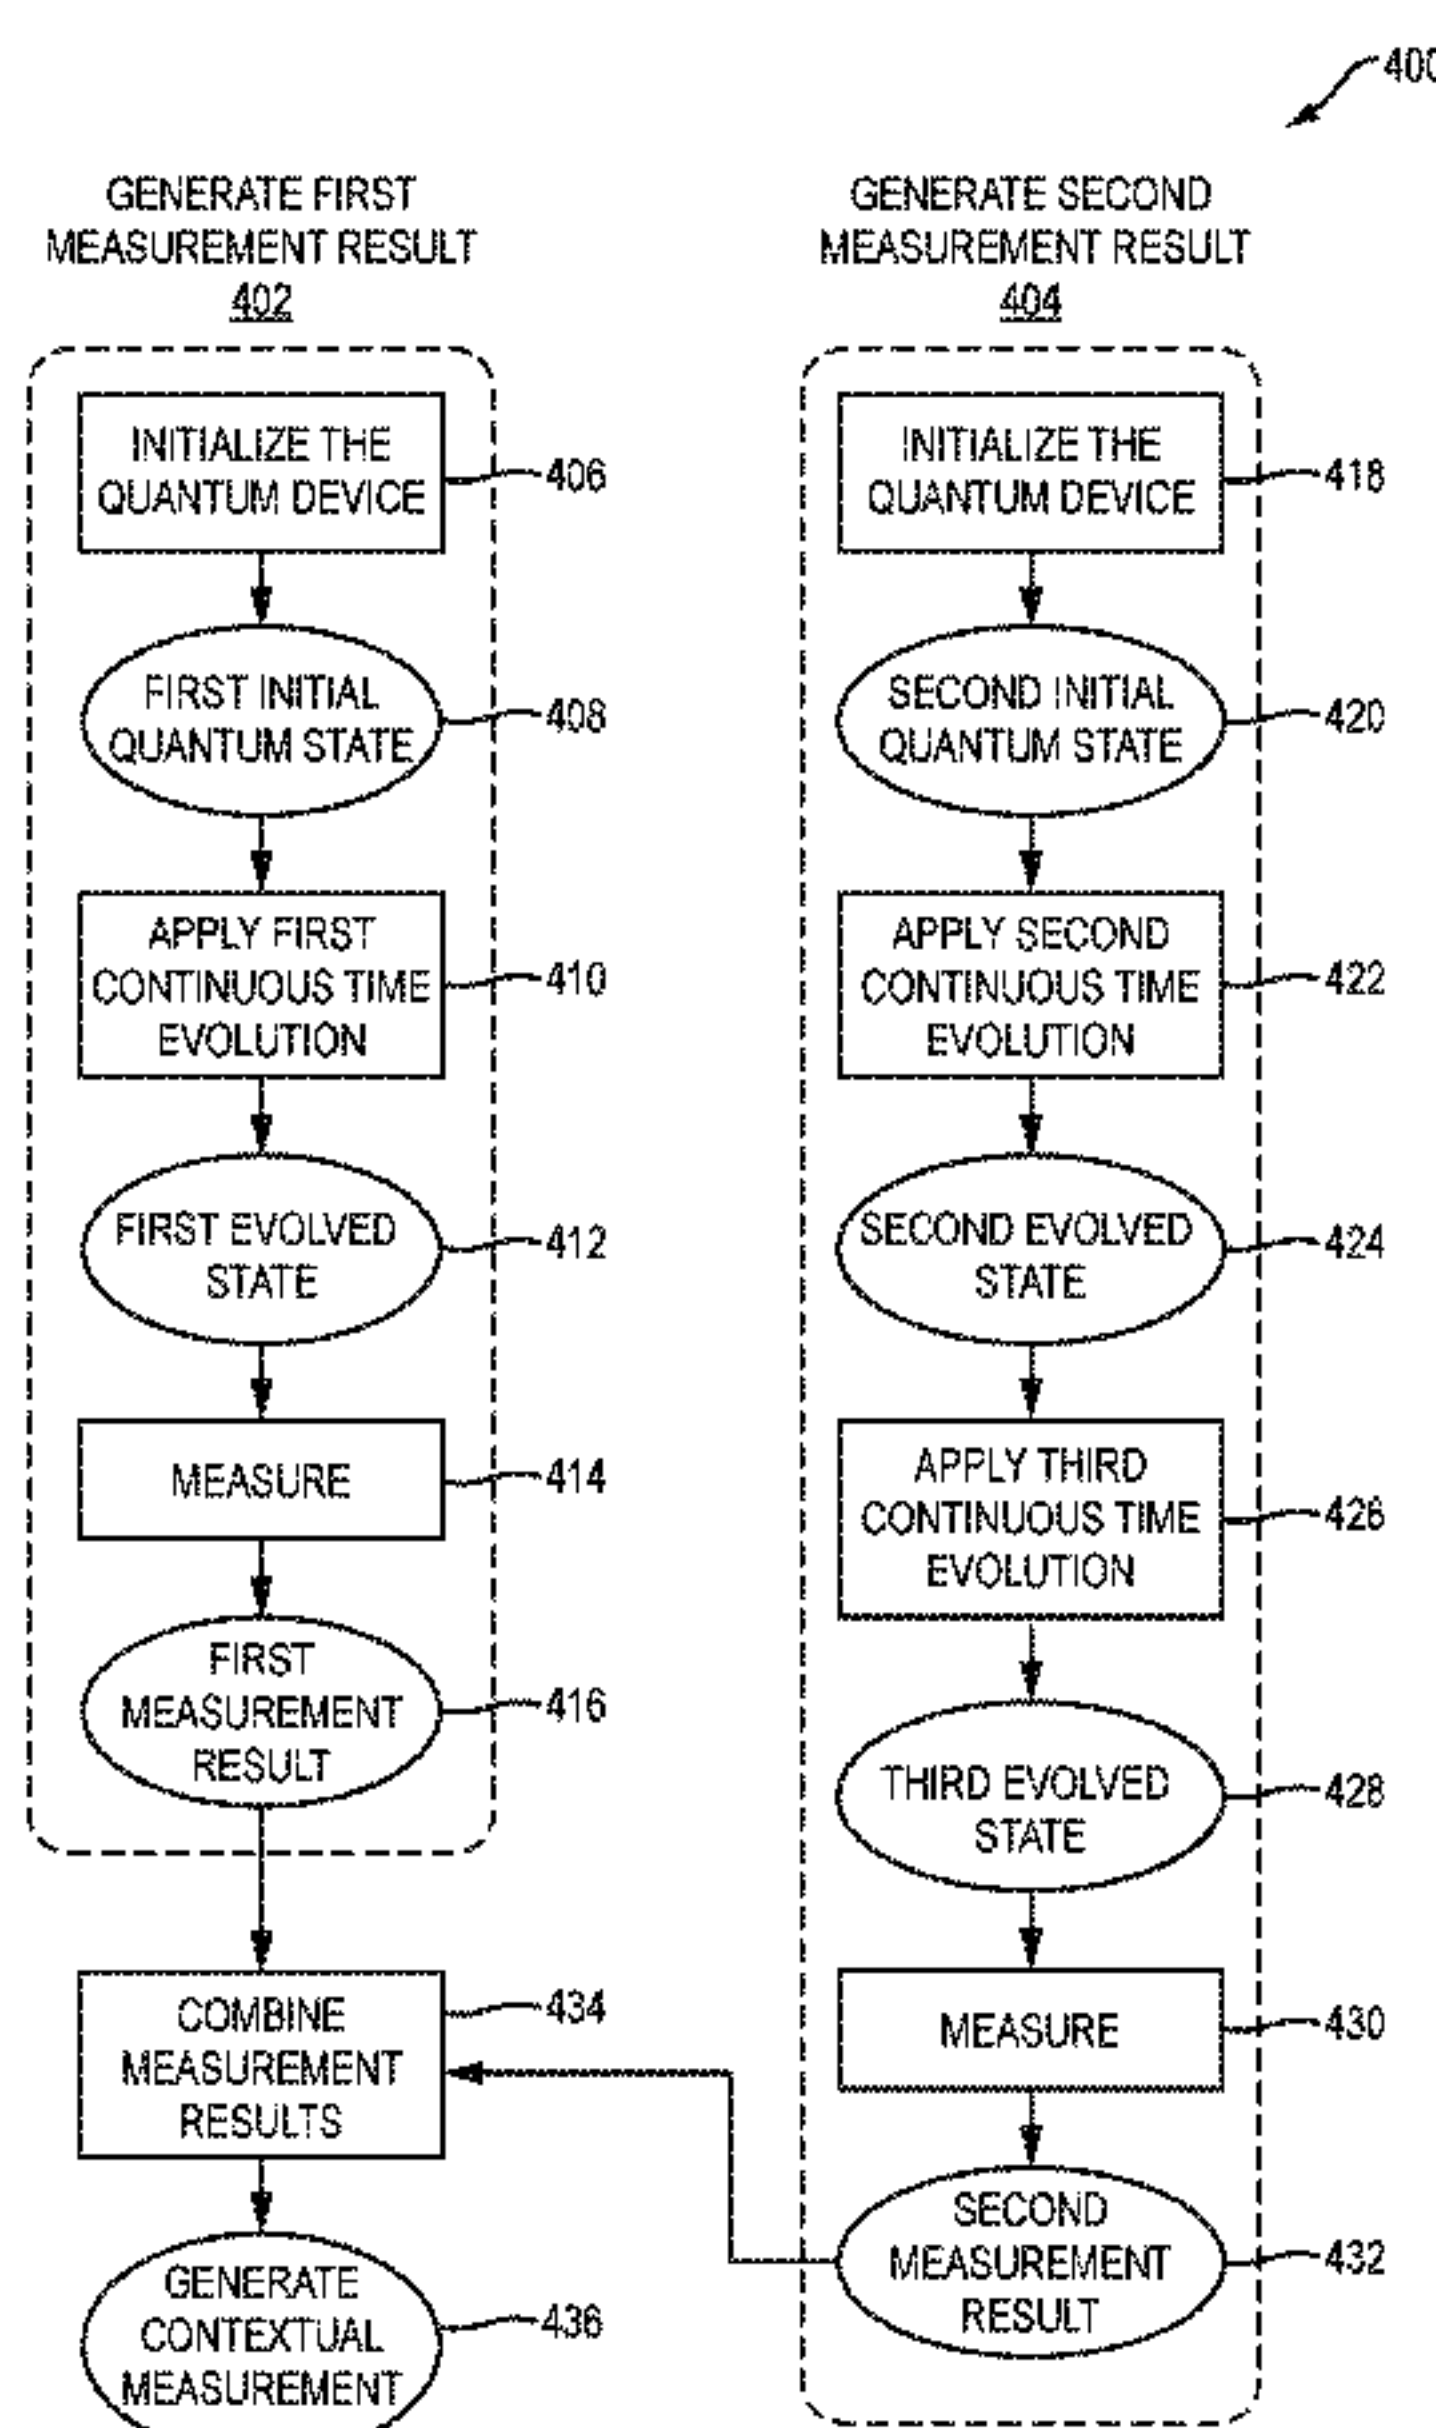 400
GENERATE FIRST
MEASUREMENT RESULT
402
INITIALIZE THE
QUANTUM DEVICE
406
FIRST INITIAL
QUANTUM STATE
408
APPLY FIRST
CONTINUOUS TIME
EVOLUTION
410
FIRST EVOLVED
STATE
412
MEASURE
414
FIRST
MEASUREMENT
RESULT
416
COMBINE
MEASUREMENT
RESULTS
434
GENERATE
CONTEXTUAL
MEASUREMENT
436
GENERATE SECOND
MEASUREMENT RESULT
404
INITIALIZE THE
QUANTUM DEVICE
418
SECOND INITIAL
QUANTUM STATE
420
APPLY SECOND
CONTINUOUS TIME
EVOLUTION
422
SECOND EVOLVED
STATE
424
APPLY THIRD
CONTINUOUS TIME
EVOLUTION
426
THIRD EVOLVED
STATE
428
MEASURE
430
SECOND
MEASUREMENT
RESULT
432